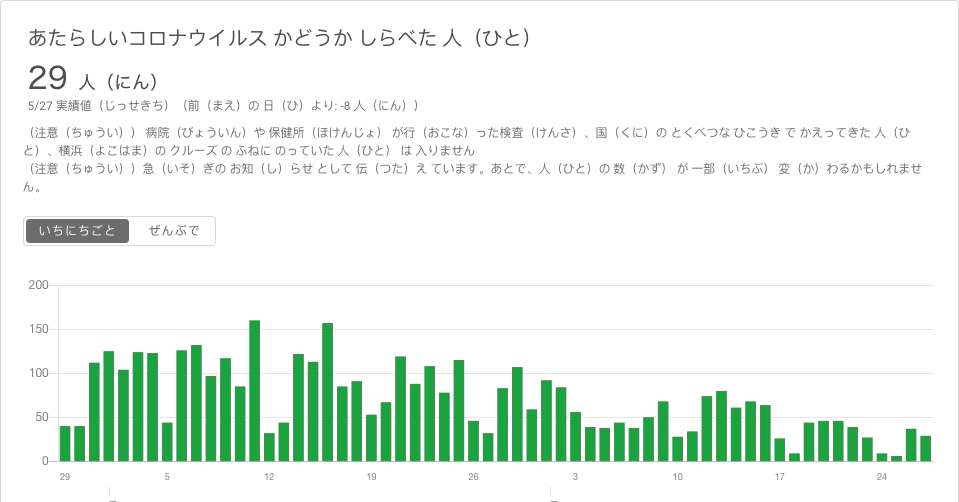 あたらしいコロナウイルス かどうか しらべた 人（ひと）
29 人（にん）
5/27 実績値（じっせきち）（前（まえ）の 日（ひ）より: -8 人（にん））
（注意（ちゅうい）） 病院（びょういん）や 保健所（ほけんじょ） が行（おこな）った検査（けんさ）、国（くに）の とくべつな ひこうき で かえってきた 人（ひ
と）、横浜（よこはま）の クルーズ の ふねに のっていた 人（ひと） は 入りません
（注意（ちゅうい））急（いそ）ぎの お知（し）らせ として 伝（つた）え ています。あとで、人（ひと）の 数（かず） が 一部（いちぶ） 変（か）わるかもしれませ
ん。
いちにちごと ぜんぶで
200
150
100
50
0
29 5 12 19 26 3 10 17 24